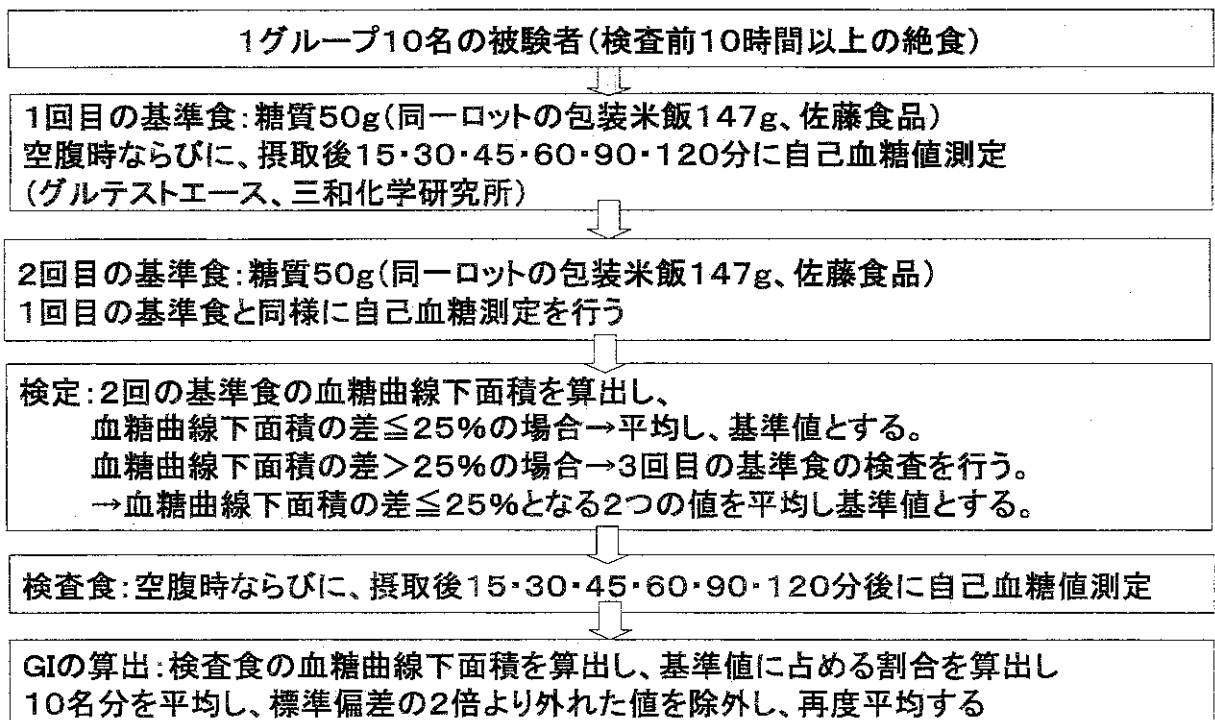 1グループ10名の被験者(検査前10時間以上の絶食)
1回目の基準食:糖質50g(同一ロットの包装米飯147g、佐藤食品)
空腹時ならびに、摂取後15・30・45・60・90・120分に自己血糖値測定
(グルテストエース、三和化学研究所)
2回目の基準食:糖質50g(同一ロットの包装米飯147g、佐藤食品)
1回目の基準食と同様に自己血糖測定を行う
検定:2回の基準食の血糖曲線下面積を算出し、
血糖曲線下面積の差≦25%の場合→平均し、基準値とする。
血糖曲線下面積の差>25%の場合→3回目の基準食の検査を行う。
→血糖曲線下面積の差≦25%となる2つの値を平均し基準値とする。
検査食:空腹時ならびに、摂取後15・30・45・60・90・120分後に自己血糖値測定
GIの算出:検査食の血糖曲線下面積を算出し、基準値に占める割合を算出し
10名分を平均し、標準偏差の2倍より外れた値を除外し、再度平均する